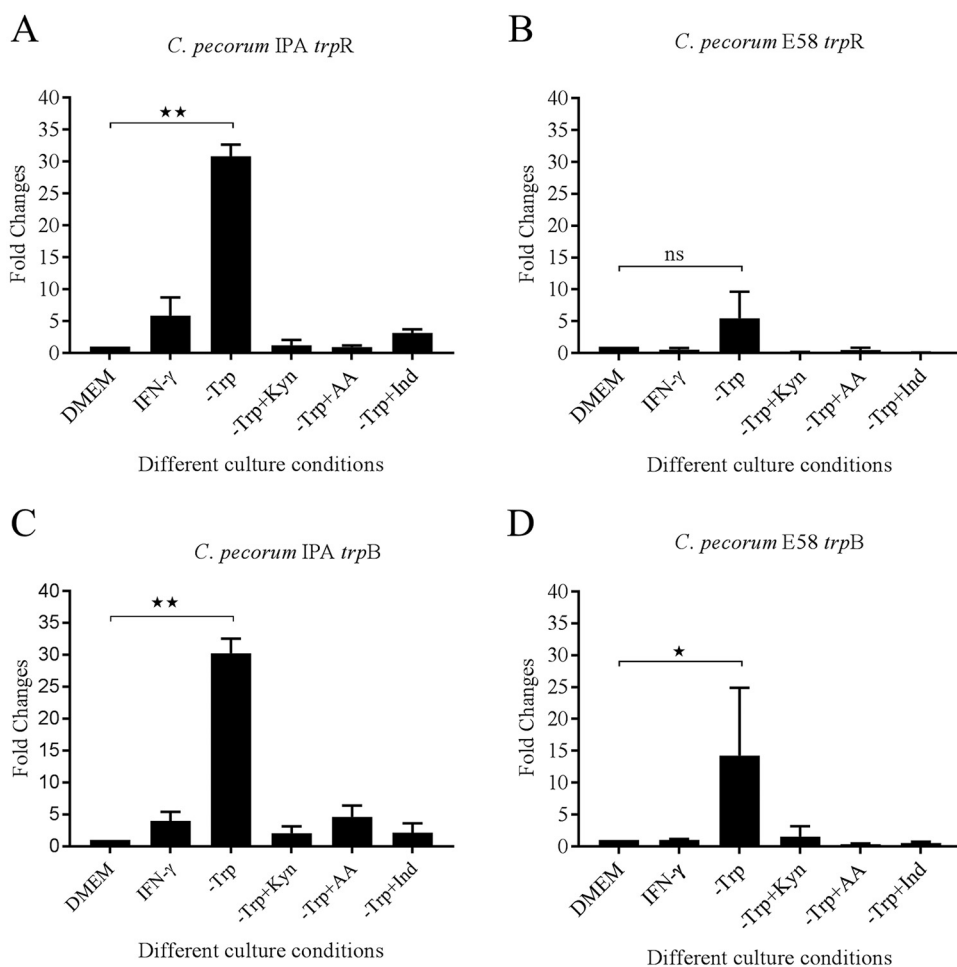 A
C. pecorum IPA trpR
Fold Changes
40
35
30
25
20
15
10
5
0
★★
DMEM
IFN-γ
-Trp
-Trp+Kyn
-Trp+AA
-Trp+Ind
Different culture conditions
B
C. pecorum E58 trpR
Fold Changes
40
35
30
25
20
15
10
5
0
ns
DMEM
IFN-γ
-Trp
-Trp+Kyn
-Trp+AA
-Trp+Ind
Different culture conditions
C
C. pecorum IPA trpB
Fold Changes
40
35
30
25
20
15
10
5
0
★★
DMEM
IFN-γ
-Trp
-Trp+Kyn
-Trp+AA
-Trp+Ind
Different culture conditions
D
C. pecorum E58 trpB
Fold Changes
40
35
30
25
20
15
10
5
0
★
DMEM
IFN-γ
-Trp
-Trp+Kyn
-Trp+AA
-Trp+Ind
Different culture conditions